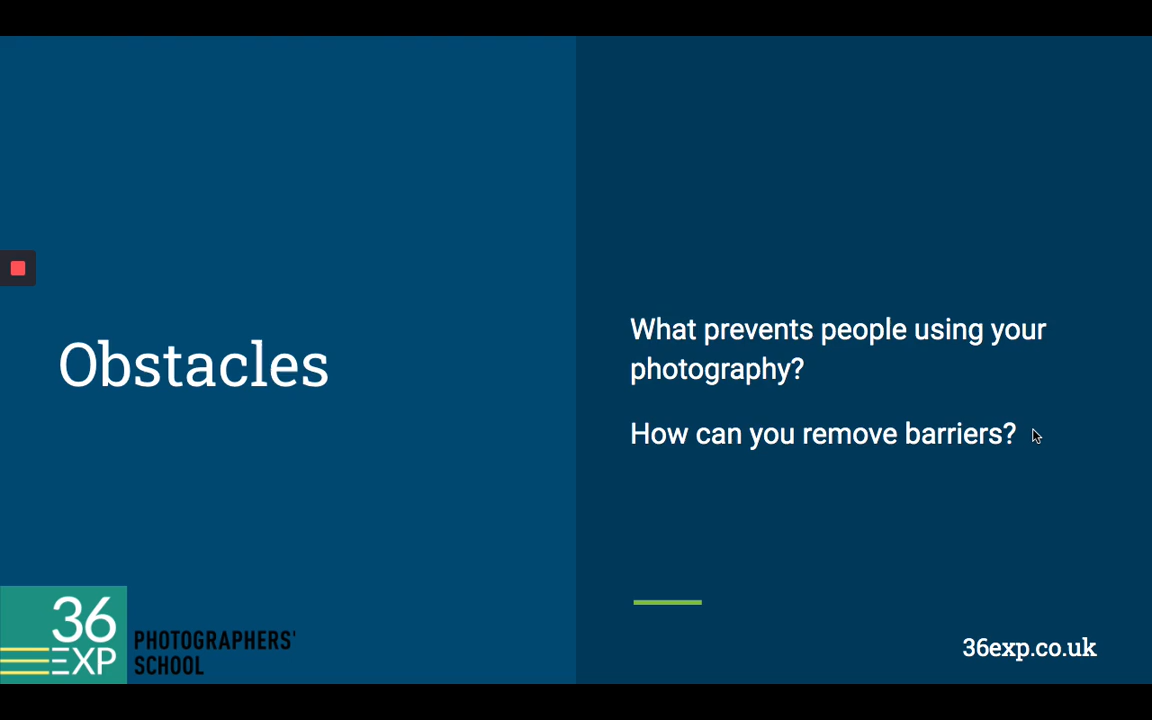 Obstacles
What prevents people using your
photography?
How can you remove barriers?
36
EXP
PHOTOGRAPHERS'
SCHOOL
36exp.co.uk